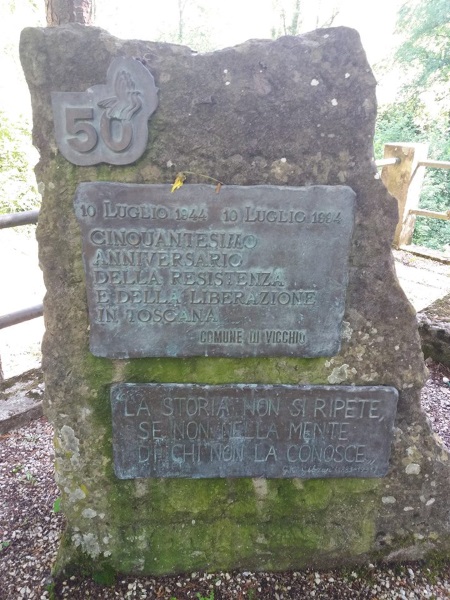 50
10 LUGLIO 1944 10 LUGLIO 1994
CINQUANTESIMO
ANNIVERSARIO
DELLA RESISTENZA
E DELLA LIBERAZIONE
IN TOSCANA
COMUNE DI VICCHIO
LA STORIA NON SI RIPETE,
SE NON NELLA MENTE
DI CHI NON LA CONOSCE.